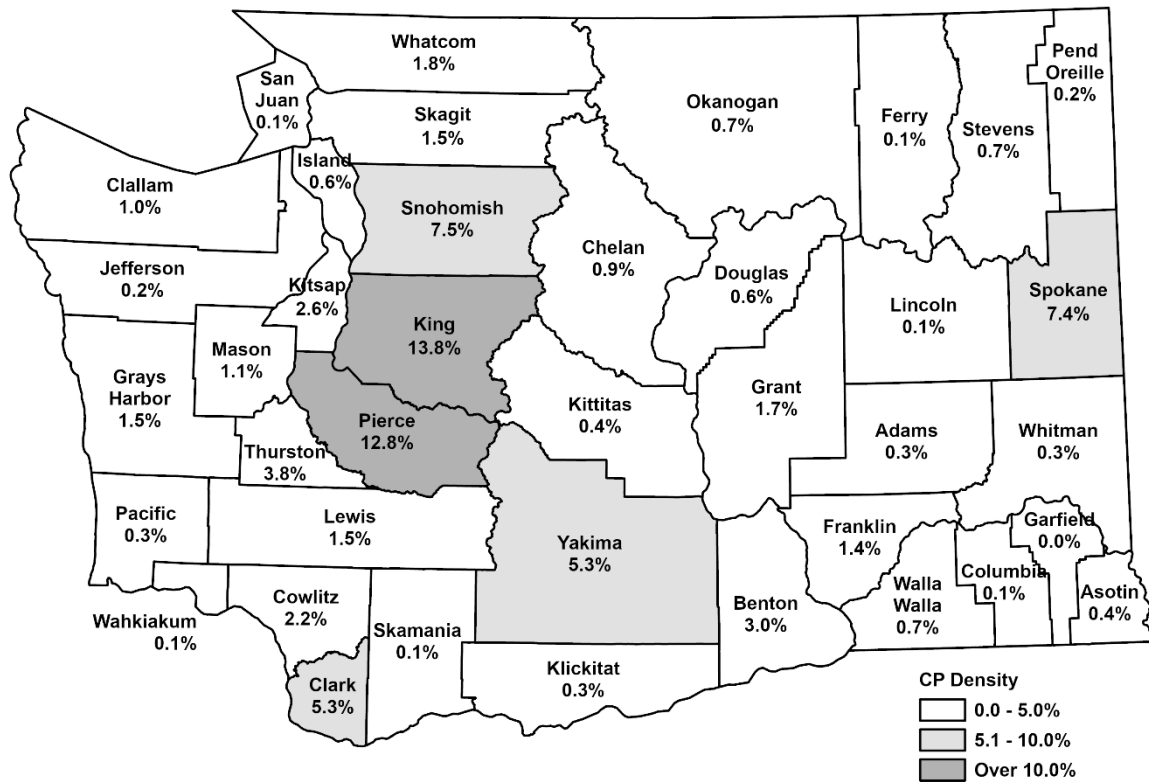 Whatcom
1.8%
San
Juan
0.1%
Skagit
1.5%
Okanogan
0.7%
Ferry
0.1%
Stevens
0.7%
Pend
Oreille
0.2%
Clallam
1.0%
Island
0.6%
Snohomish
7.5%
Chelan
0.9%
Douglas
0.6%
Lincoln
0.1%
Spokane
7.4%
Jefferson
0.2%
Kitsap
2.6%
King
13.8%
Mason
1.1%
Grays
Harbor
1.5%
Kittitas
0.4%
Grant
1.7%
Adams
0.3%
Whitman
0.3%
Thurston
3.8%
Pierce
12.8%
Pacific
0.3%
Lewis
1.5%
Yakima
5.3%
Franklin
1.4%
Garfield
0.0%
Columbia
0.1%
Asotin
0.4%
Walla
Walla
0.7%
Benton
3.0%
Wahkiakum
0.1%
Cowlitz
2.2%
Skamania
0.1%
Clark
5.3%
Klickitat
0.3%
CP Density
0.0 - 5.0%
5.1 - 10.0%
Over 10.0%